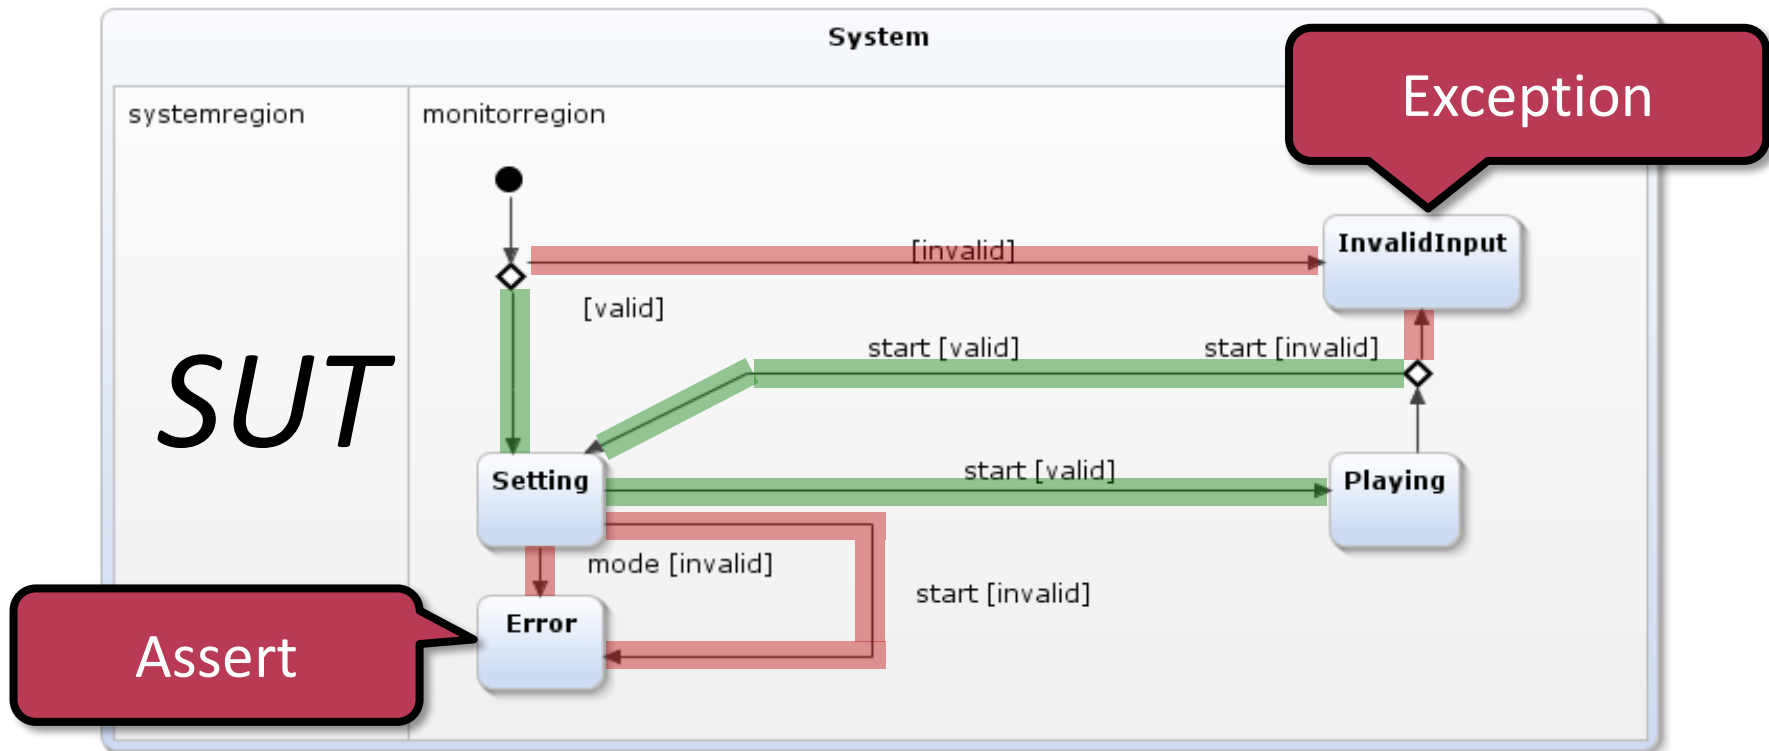 System
Exception
systemregion
monitorregion
[invalid]
InvalidInput
[valid]
start [valid]
start [invalid]
SUT
start [valid]
Setting
Playing
mode [invalid]
start [invalid]
Error
Assert